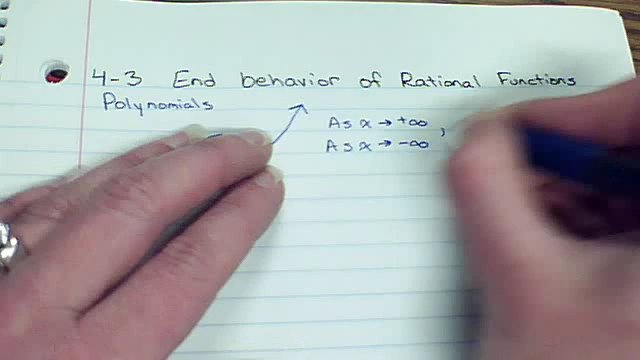 4-3 End behavior of Rational Functions
Polynomials
As x → +∞,
As x → -∞